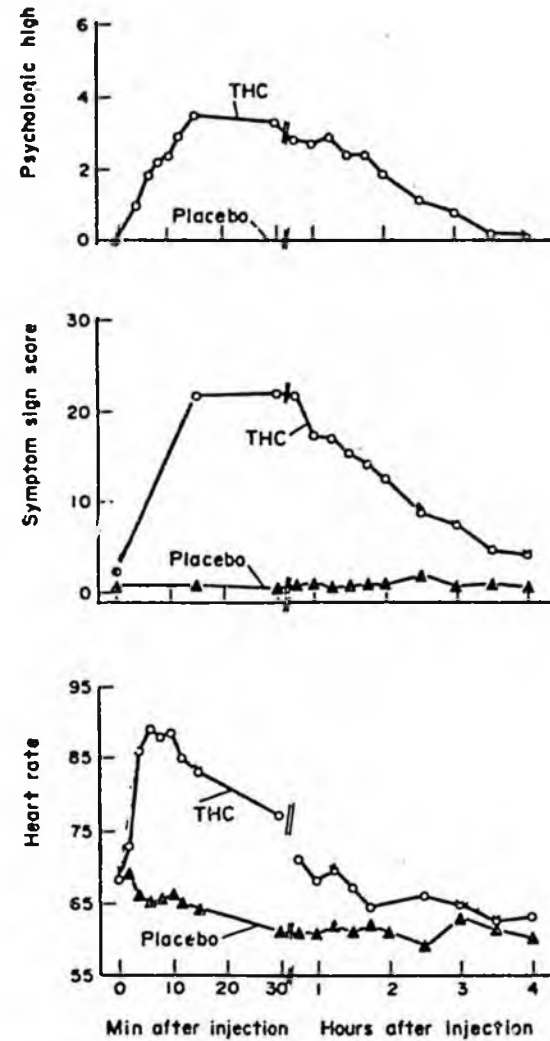 Psycholonic high
6
4
2
0
THC
Placebo
Symptom sign score
30
20
10
0
THC
Placebo
Heart rate
95
85
75
65
55
THC
Placebo
0 10 20 30 1 2 3 4
Min after injection Hours after injection